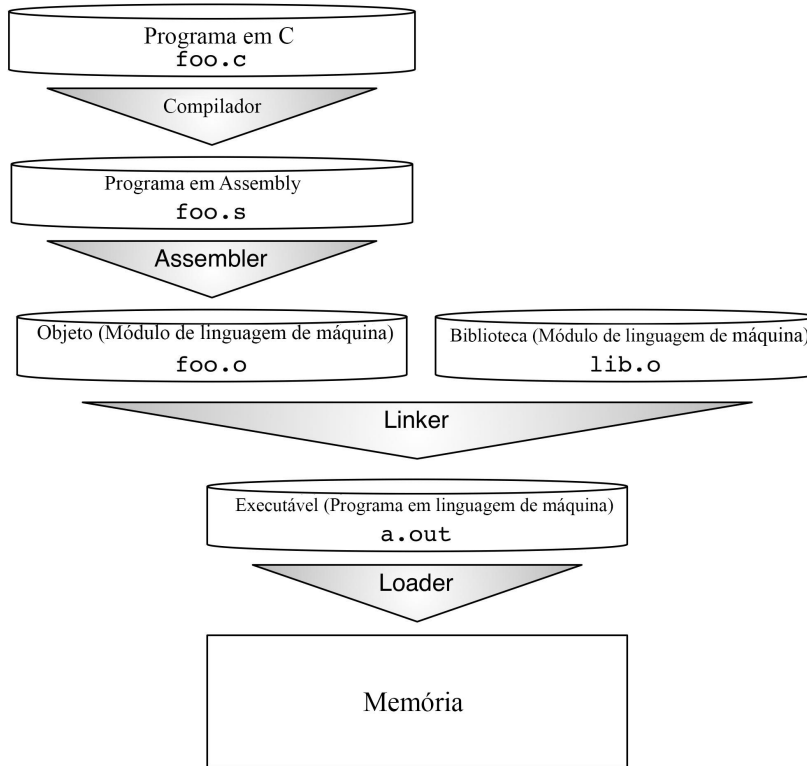 Programa em C
foo.c
Compilador
Programa em Assembly
foo.s
Assembler
Objeto (Módulo de linguagem de máquina)
foo.o
Biblioteca (Módulo de linguagem de máquina)
lib.o
Linker
Executável (Programa em linguagem de máquina)
a.out
Loader
Memória